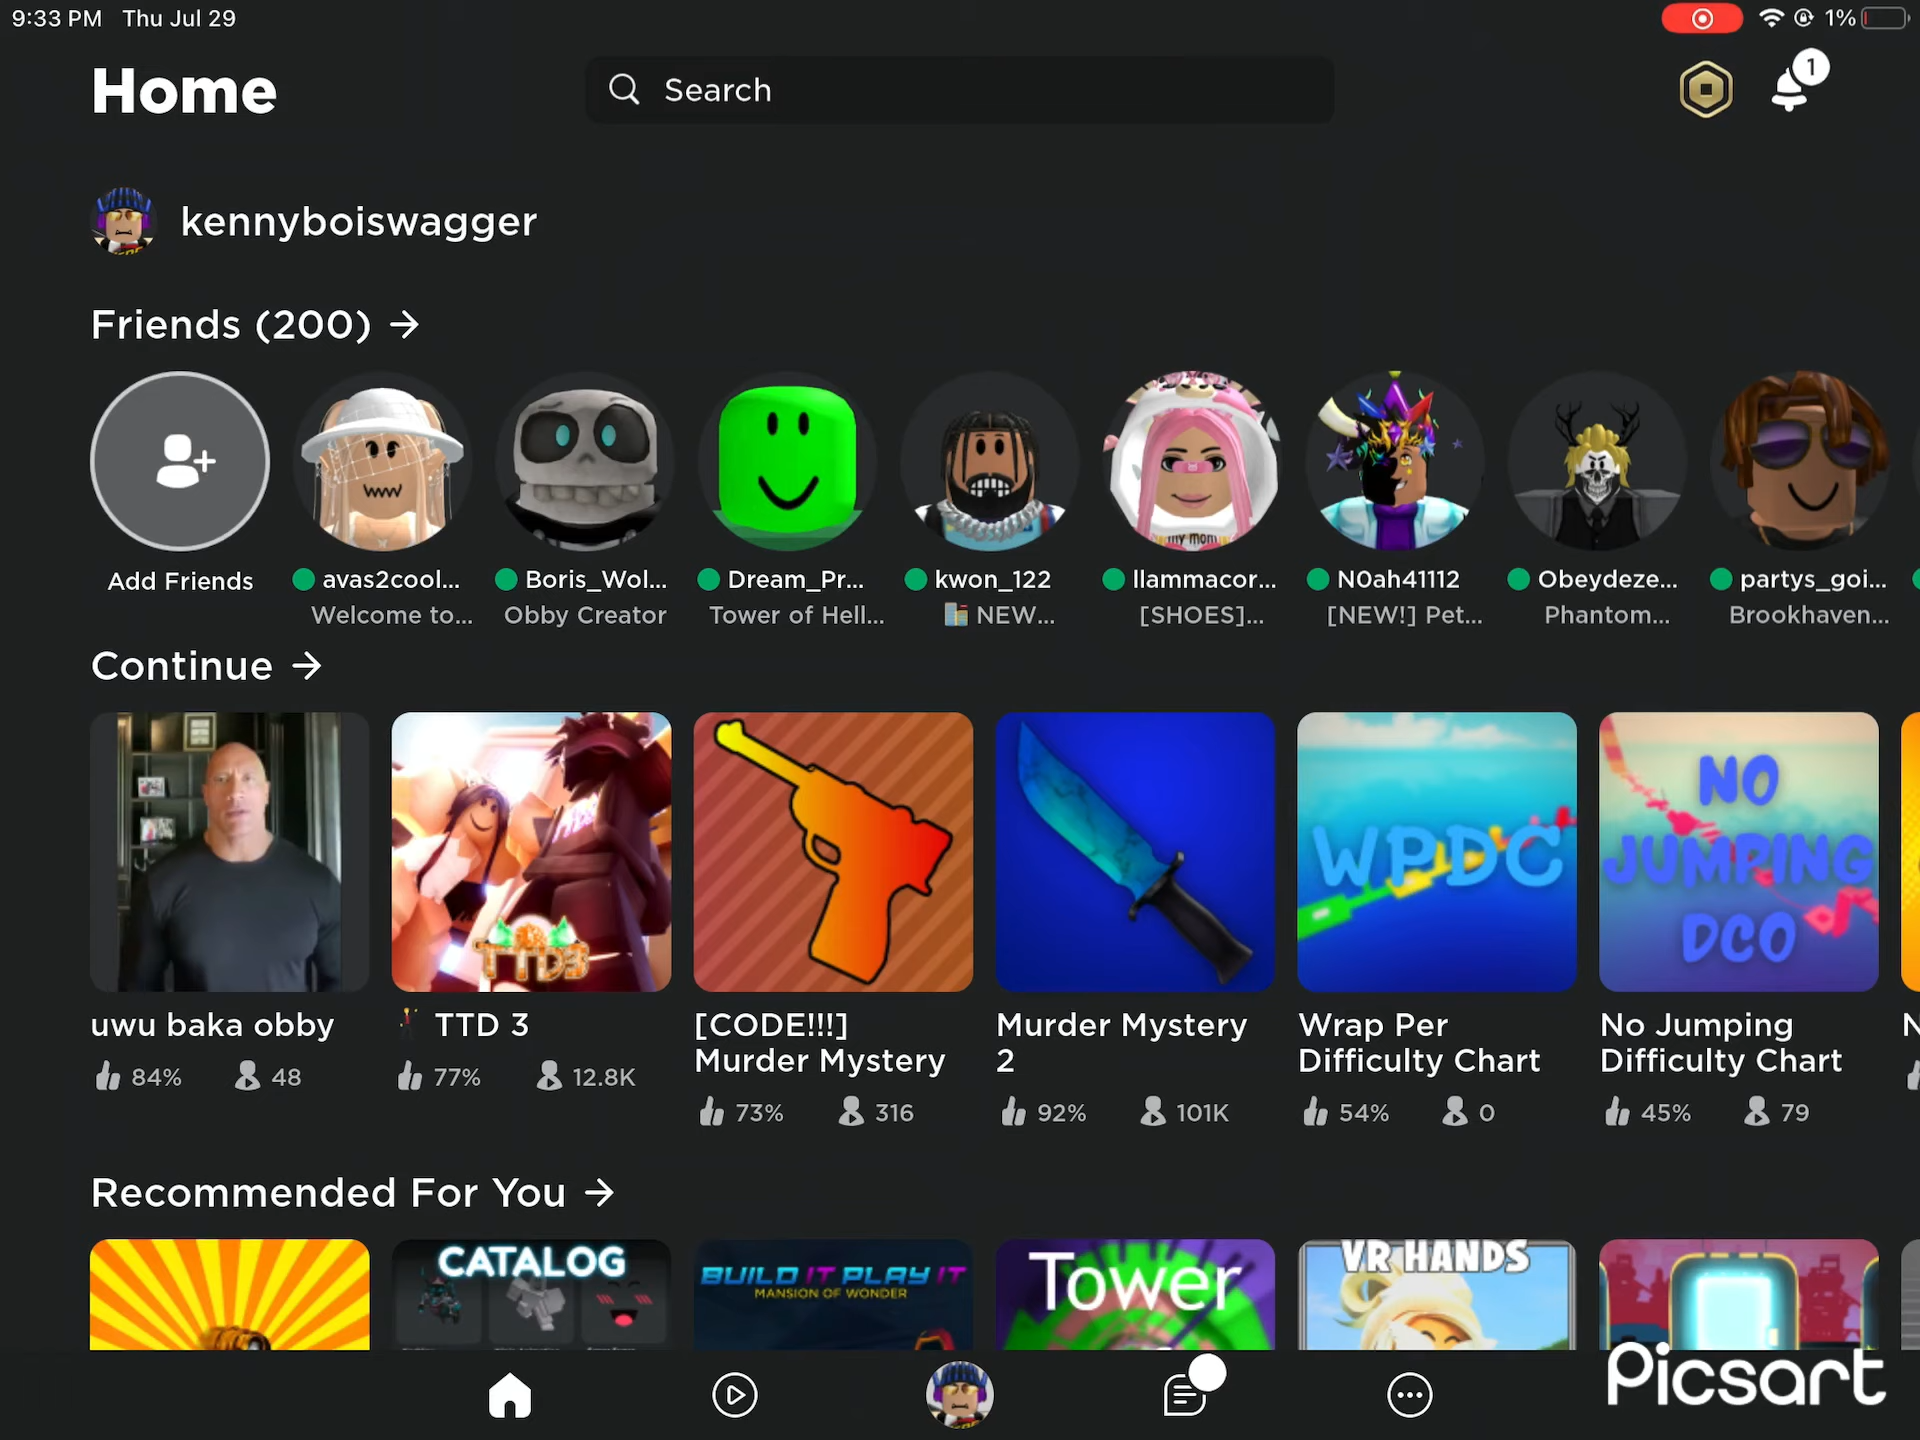 9:33 PM Thu Jul 29 1%
Home
Search
1
kennyboiswagger
Friends (200)
Add Friends
avas2cool...
Welcome to...
Boris_Wol...
Obby Creator
Dream_Pr...
Tower of Hell...
kwon_122
NEW...
llammacor...
[SHOES]...
N0ah41112
[NEW!] Pet...
Obeydeze...
Phantom...
partys_goi...
Brookhaven...
Continue
TTD3
WPDC
NO
JUMPING
DCO
uwu baka obby
84% 48
TTD 3
77% 12.8K
[CODE!!!]
Murder Mystery
73% 316
Murder Mystery
2
92% 101K
Wrap Per
Difficulty Chart
54% 0
No Jumping
Difficulty Chart
45% 79
N
Recommended For You
CATALOG
BUILD IT PLAY IT
MANSION OF WONDER
Tower
VR HANDS
Picsart